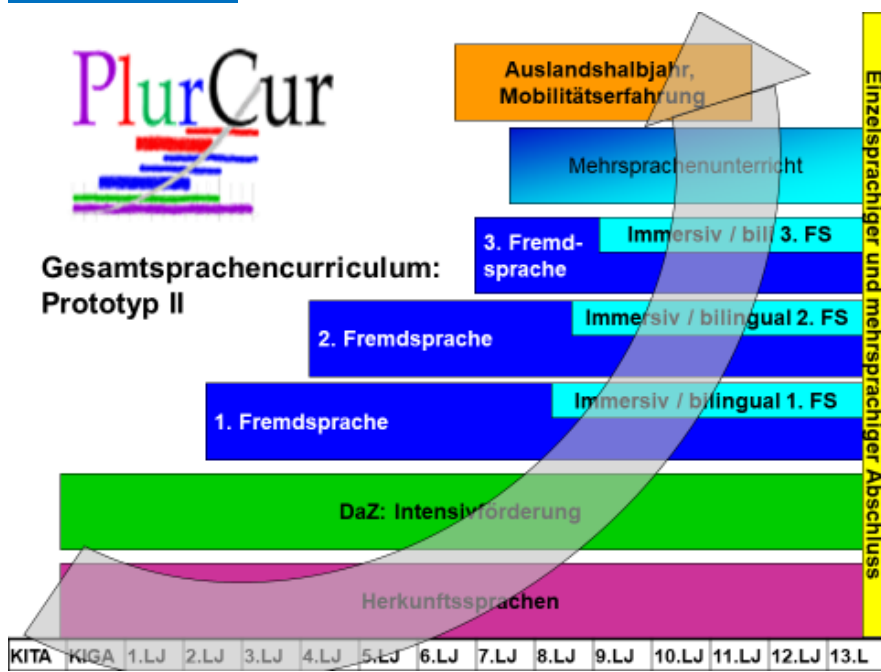 PlurCur
Gesamtsprachencurriculum:
Prototyp II
Auslandshalbjahr,
Mobilitätserfahrung
Mehrsprachenunterricht
3. Fremd-
sprache
Immersiv / bili 3. FS
2. Fremdsprache
Immersiv / bilingual 2. FS
1. Fremdsprache
Immersiv / bilingual 1. FS
DaZ: Intensivförderung
Herkunftssprachen
Einzelsprachiger und mehrsprachiger Abschluss
KITA KIGA 1.LJ 2.LJ 3.LJ 4.LJ 5.LJ 6.LJ 7.LJ 8.LJ 9.LJ 10.LJ 11.LJ 12.LJ 13.L